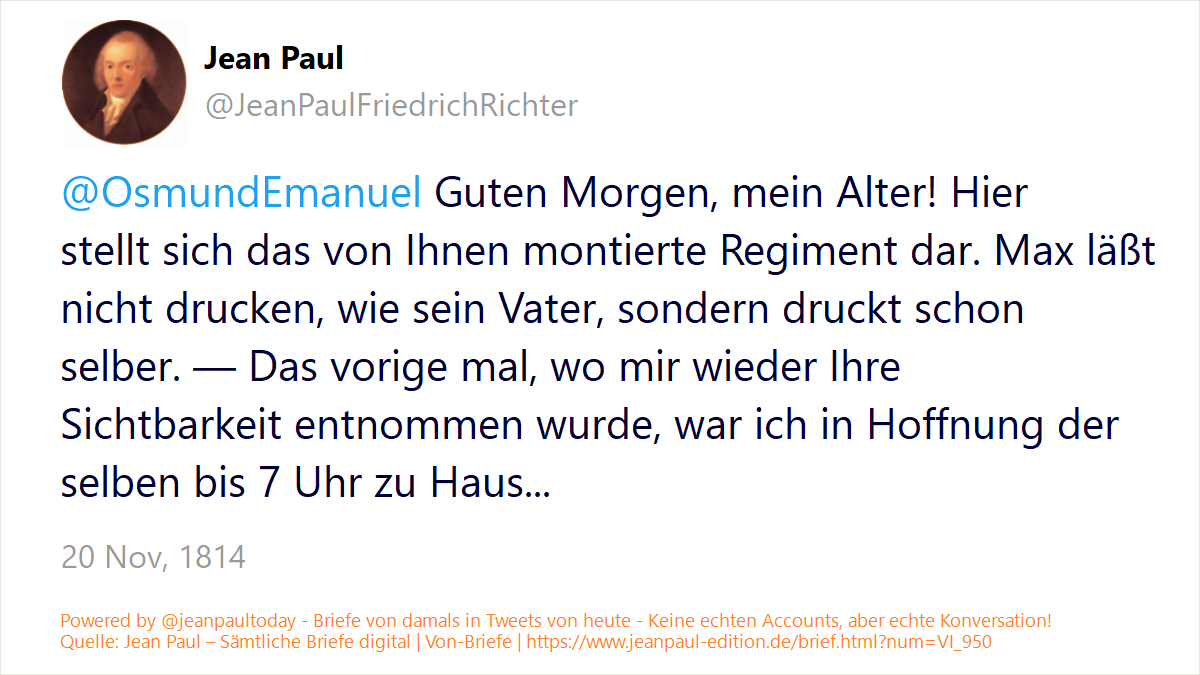 Jean Paul
@JeanPaulFriedrichRichter
@OsmundEmanuel Guten Morgen, mein Alter! Hier
stellt sich das von Ihnen montierte Regiment dar. Max läßt
nicht drucken, wie sein Vater, sondern druckt schon
selber. — Das vorige mal, wo mir wieder Ihre
Sichtbarkeit entnommen wurde, war ich in Hoffnung der
selben bis 7 Uhr zu Haus...
20 Nov, 1814
Powered by @jeanpaultoday - Briefe von damals in Tweets von heute - Keine echten Accounts, aber echte Konversation!
Quelle: Jean Paul – Sämtliche Briefe digital | Von-Briefe | https://www.jeanpaul-edition.de/brief.html?num=VI_950